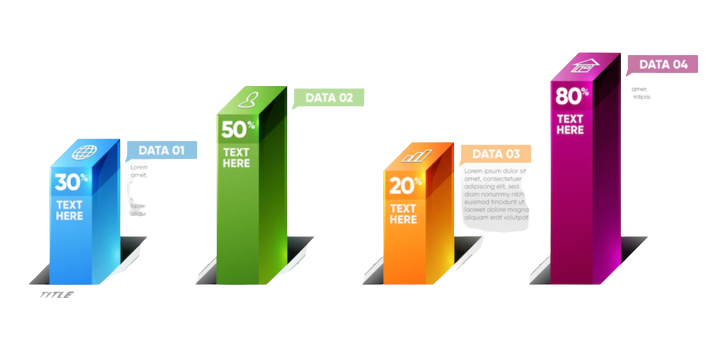 DATA 01
30%
TEXT
HERE
Lorem
amet,
TITLE
DATA 02
50%
TEXT
HERE
DATA 03
20%
TEXT
HERE
Lorem ipsum dolor sit
amet, consectetuer
adipiscing elit, sed
diam nonummy nibh
euismod tincidunt ut
laoreet dolore magna
aliquam erat volutpat
DATA 04
80%
TEXT
HERE
amet,